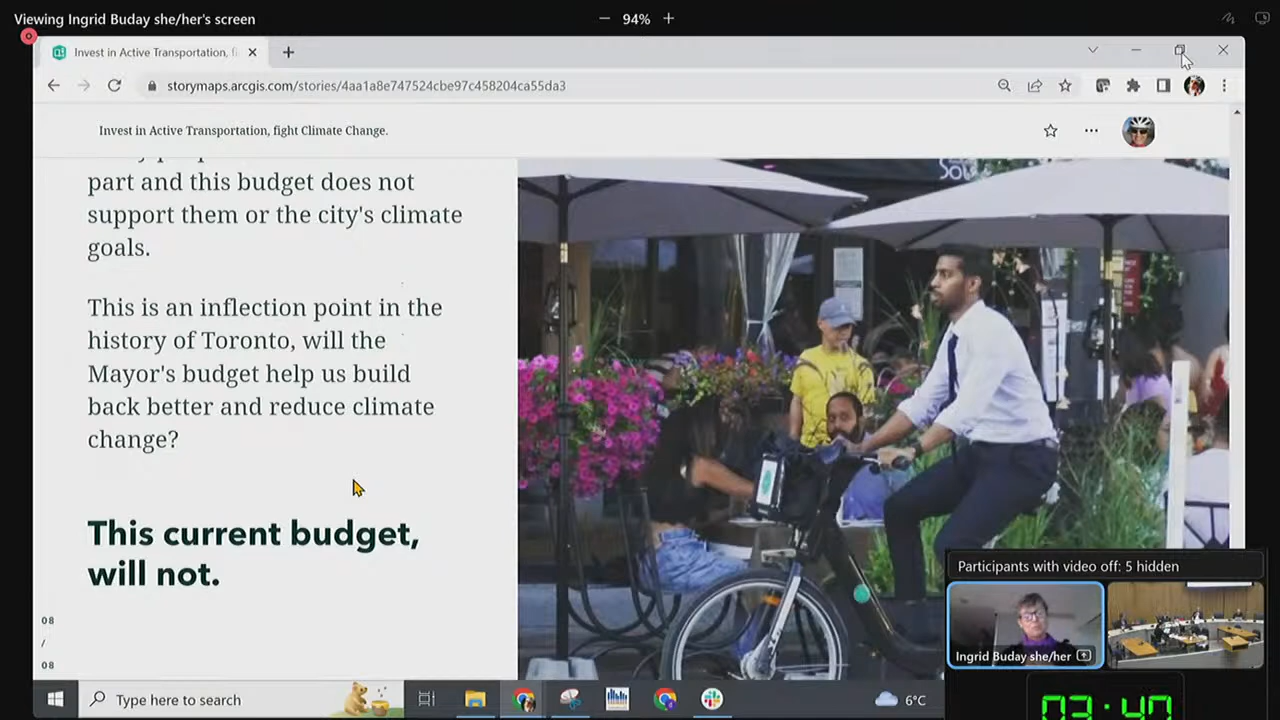 Viewing Ingrid Buday she/her's screen
94%
Invest in Active Transportation, fi
storymaps.arcgis.com/stories/4aa1a8e747524cbe97c458204ca55da3
Invest in Active Transportation, fight Climate Change.
part and this budget does not
support them or the city's climate
goals.
This is an inflection point in the
history of Toronto, will the
Mayor's budget help us build
back better and reduce climate
change?
This current budget,
will not.
08
/
08
Participants with video off: 5 hidden
Ingrid Buday she/her
Type here to search
6°C
03:40